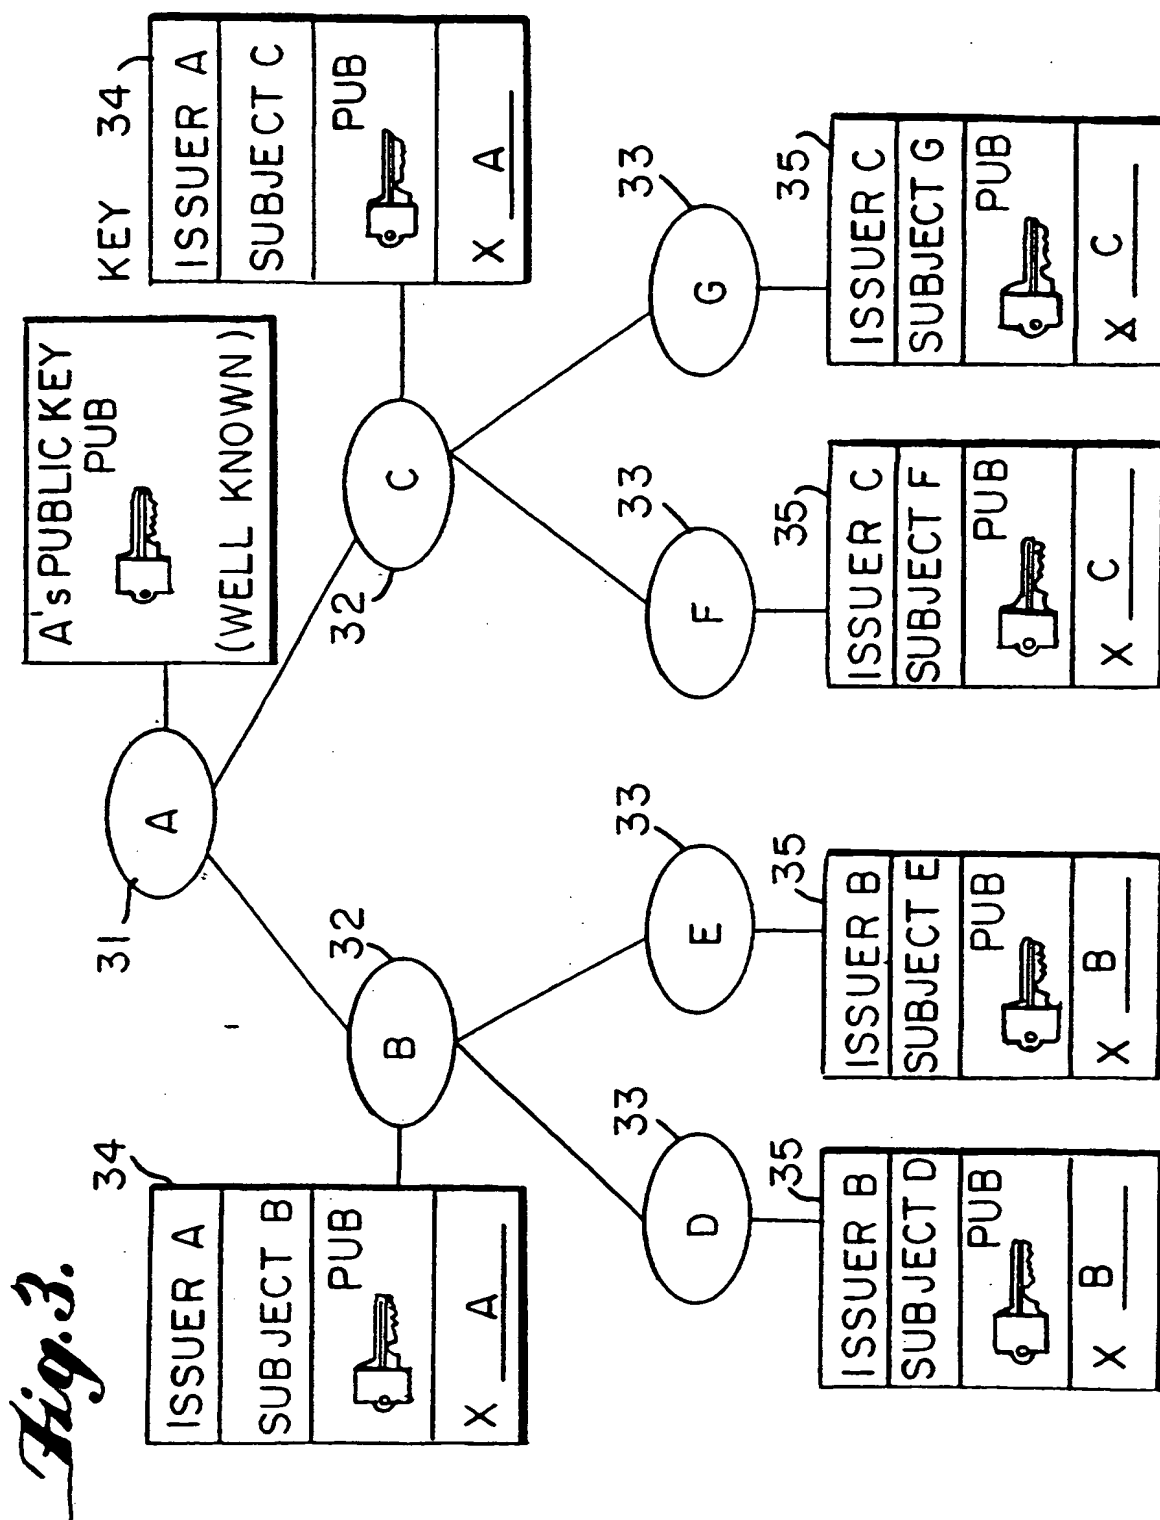 Fig. 3.
A's PUBLIC KEY
PUB
(WELL KNOWN)
31
A
34
ISSUER A
SUBJECT B
PUB
X A
KEY 34
ISSUER A
SUBJECT C
PUB
X A
32
B
32
C
33
D
33
E
33
F
33
G
35
ISSUER B
SUBJECT D
PUB
X B
35
ISSUER B
SUBJECT E
PUB
X B
35
ISSUER C
SUBJECT F
PUB
X C
35
ISSUER C
SUBJECT G
PUB
X C